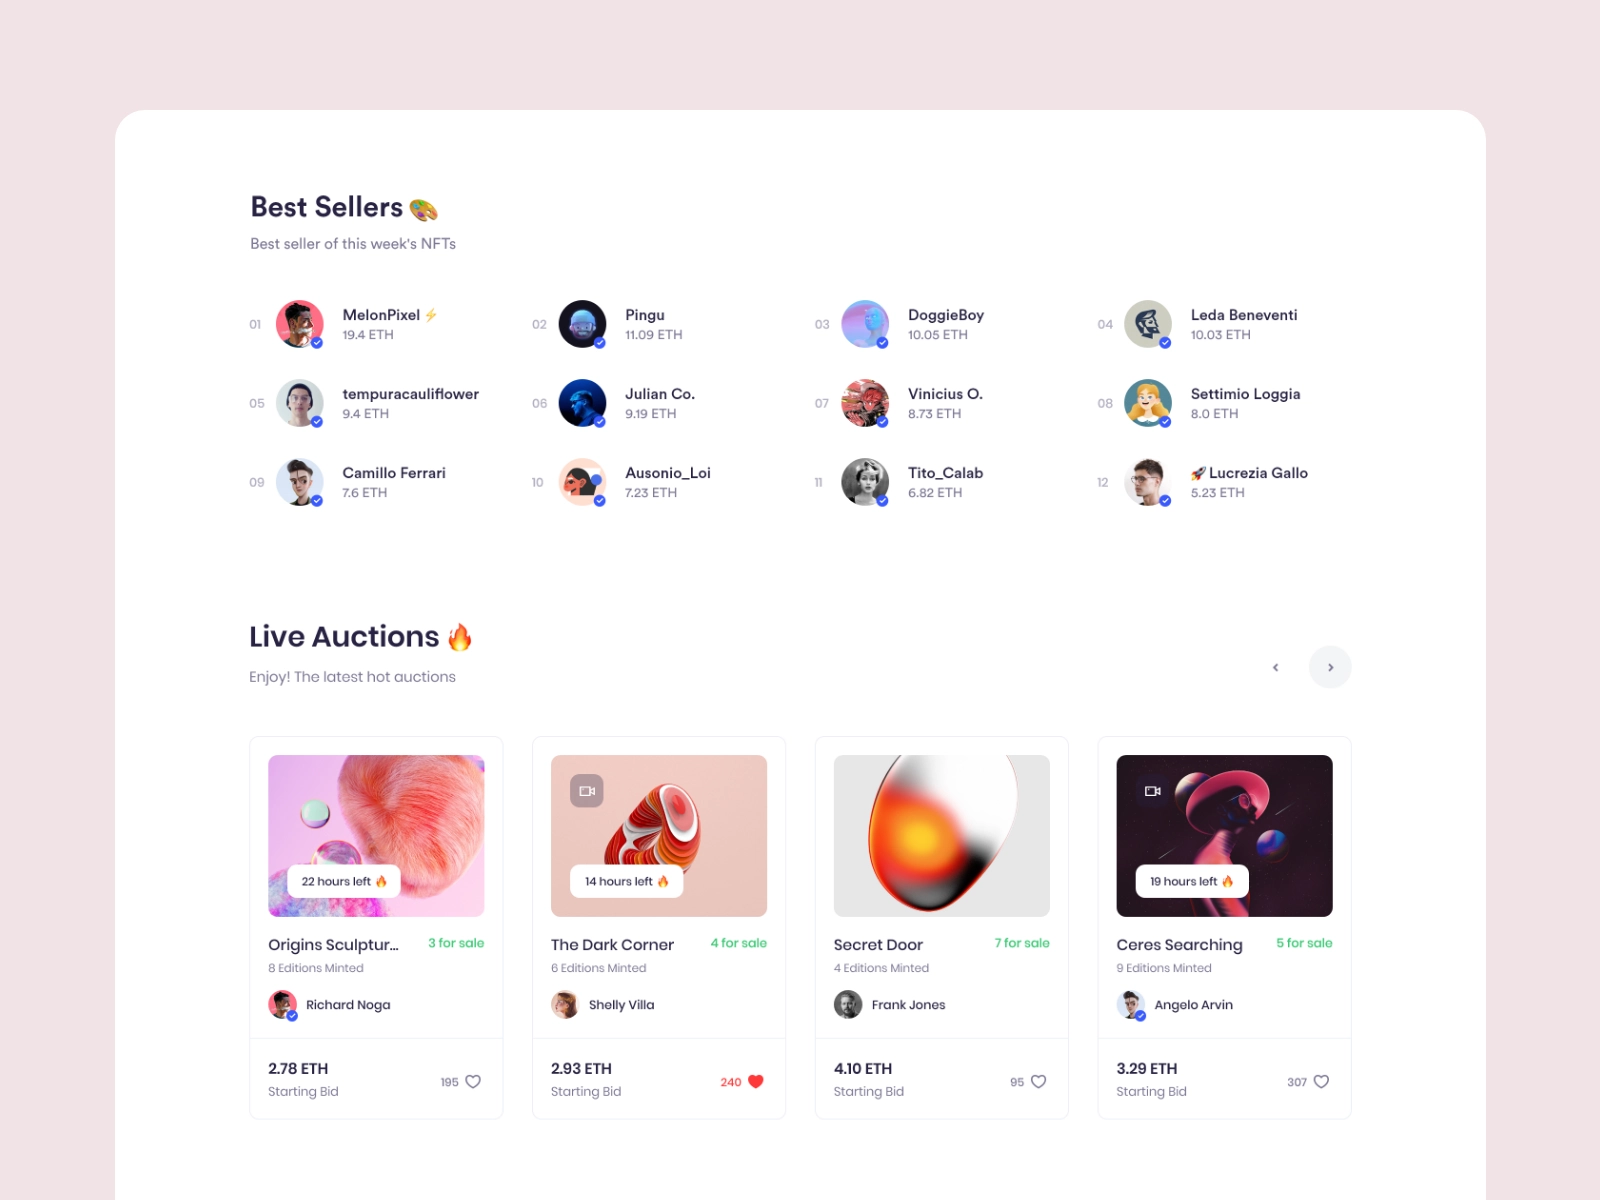 Best Sellers 🎨
Best seller of this week's NFTs
01 MelonPixel ⚡
19.4 ETH
02 Pingu
11.09 ETH
03 DoggieBoy
10.05 ETH
04 Leda Beneventi
10.03 ETH
05 tempuracauliflower
9.4 ETH
06 Julian Co.
9.19 ETH
07 Vinicius O.
8.73 ETH
08 Settimio Loggia
8.0 ETH
09 Camillo Ferrari
7.6 ETH
10 Ausonio_Loi
7.23 ETH
11 Tito_Calab
6.82 ETH
12 🚀 Lucrezia Gallo
5.23 ETH
Live Auctions 🔥
Enjoy! The latest hot auctions
22 hours left 🔥
Origins Sculptur... 3 for sale
8 Editions Minted
Richard Noga
2.78 ETH
Starting Bid
195
14 hours left 🔥
The Dark Corner 4 for sale
6 Editions Minted
Shelly Villa
2.93 ETH
Starting Bid
240
Secret Door 7 for sale
4 Editions Minted
Frank Jones
4.10 ETH
Starting Bid
95
19 hours left 🔥
Ceres Searching 5 for sale
9 Editions Minted
Angelo Arvin
3.29 ETH
Starting Bid
307